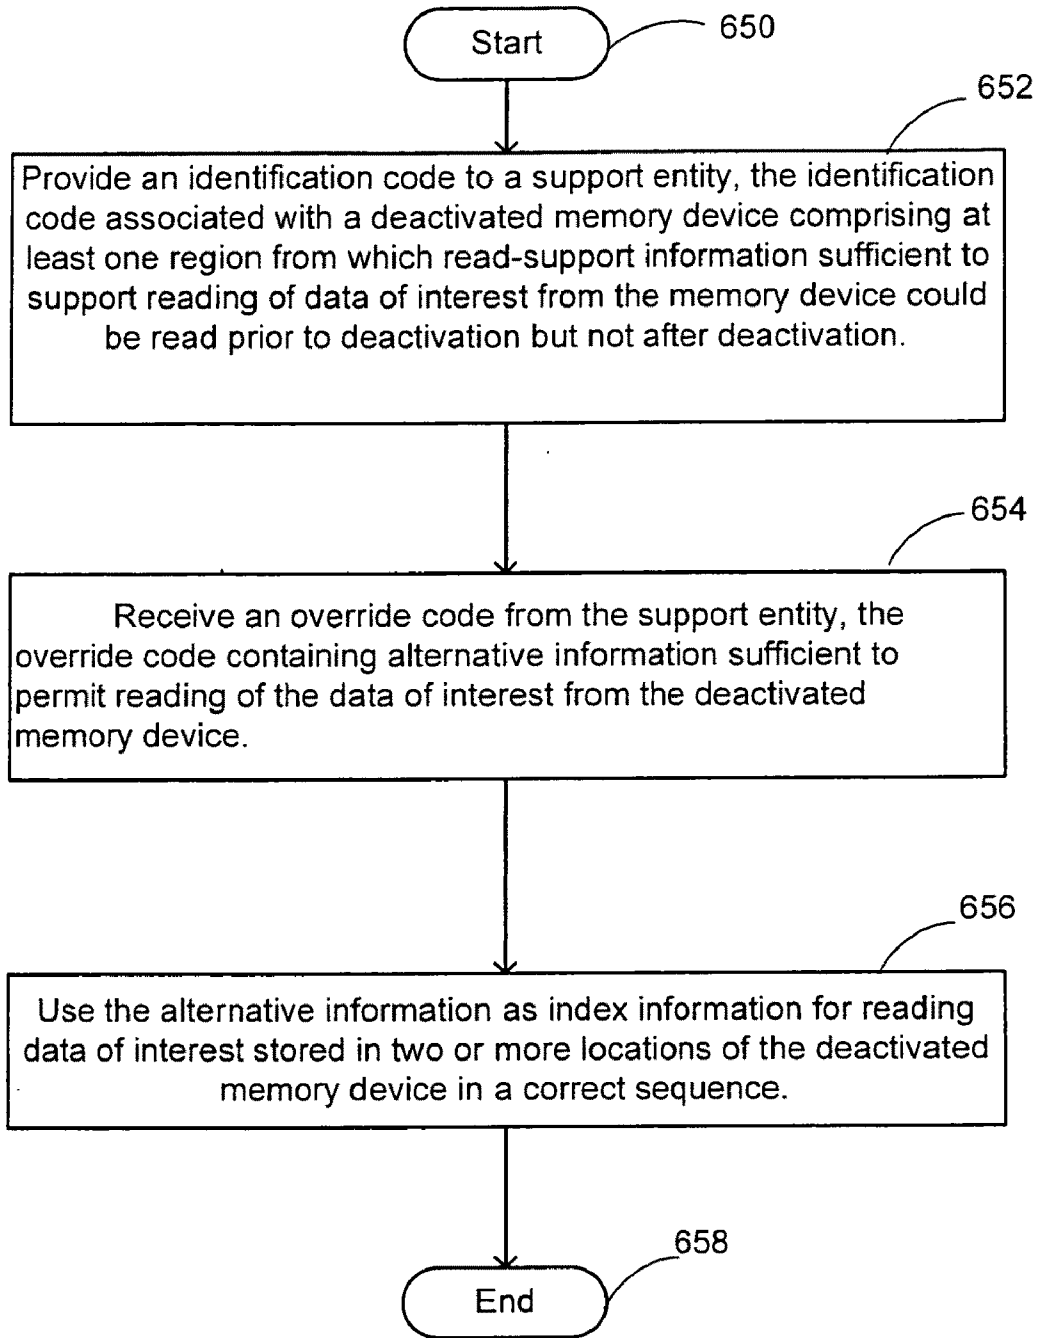 Start
650
652
Provide an identification code to a support entity, the identification
code associated with a deactivated memory device comprising at
least one region from which read-support information sufficient to
support reading of data of interest from the memory device could
be read prior to deactivation but not after deactivation.
654
Receive an override code from the support entity, the
override code containing alternative information sufficient to
permit reading of the data of interest from the deactivated
memory device.
656
Use the alternative information as index information for reading
data of interest stored in two or more locations of the deactivated
memory device in a correct sequence.
658
End